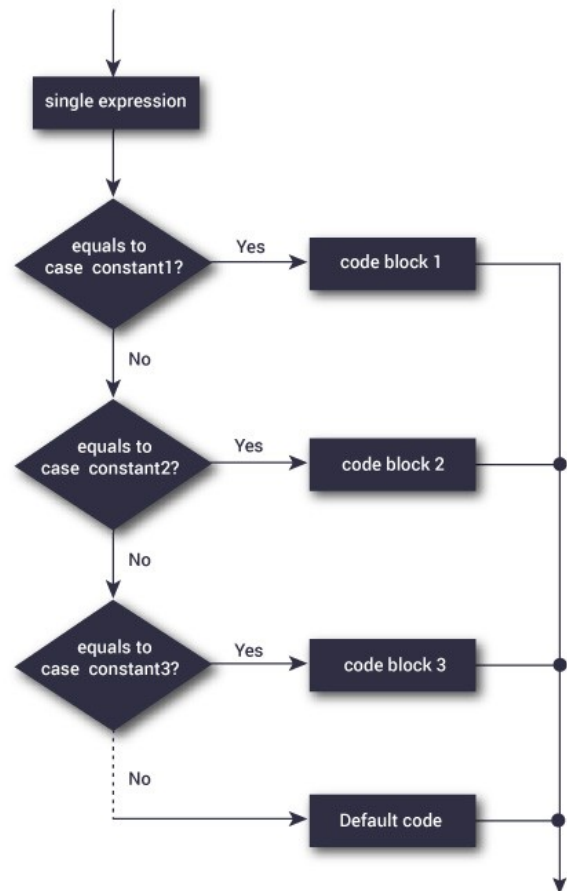 single expression
equals to
case constant1?
Yes
code block 1
No
equals to
case constant2?
Yes
code block 2
No
equals to
case constant3?
Yes
code block 3
No
Default code